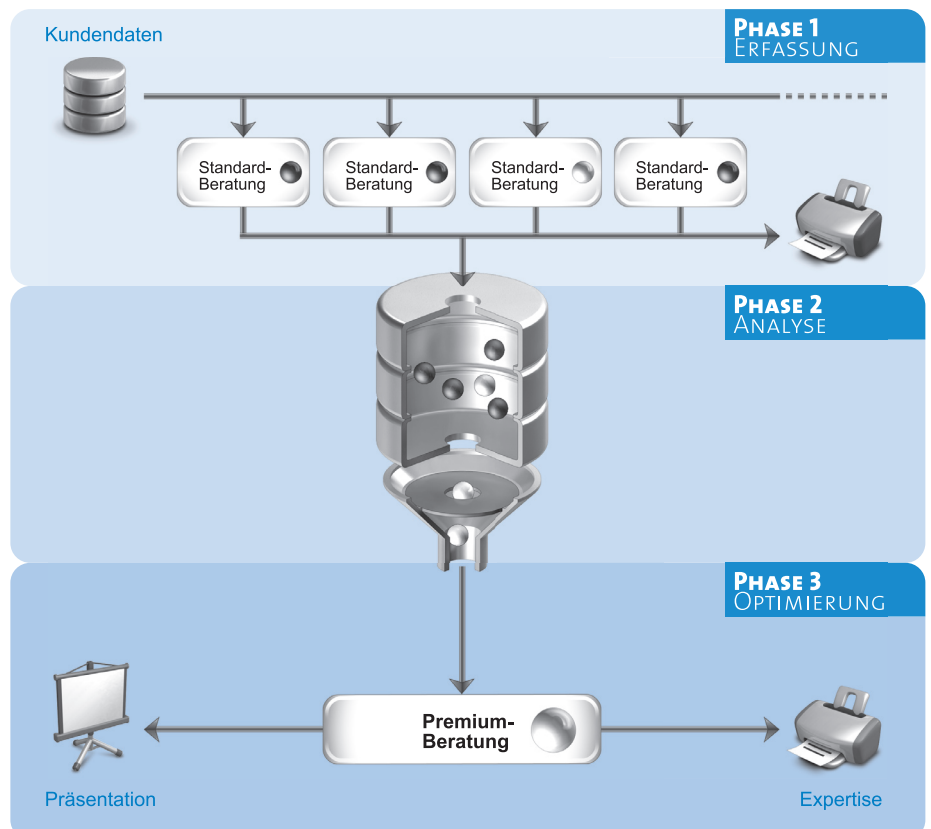 Kundendaten
PHASE 1
ERFASSUNG
Standard-
Beratung
Standard-
Beratung
Standard-
Beratung
Standard-
Beratung
PHASE 2
ANALYSE
PHASE 3
OPTIMIERUNG
Premium-
Beratung
Präsentation
Expertise